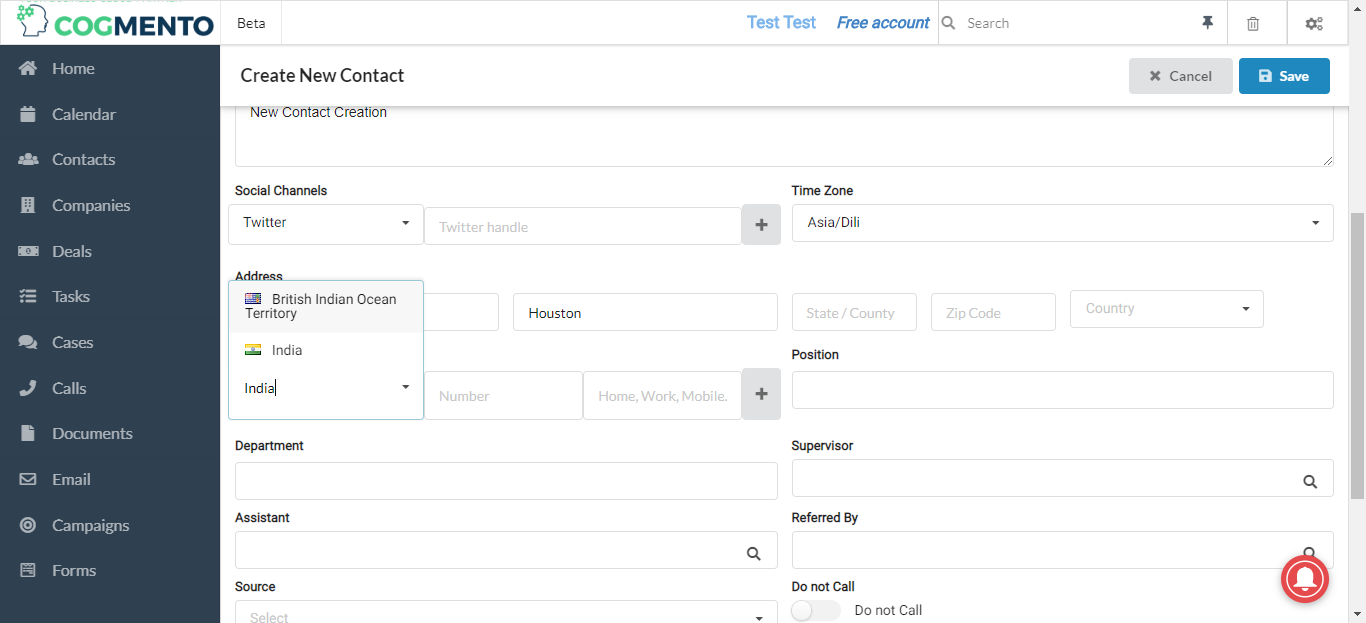 COGMENTO
Beta
Test Test
Free account
Search
Create New Contact
Cancel
Save
Home
Calendar
Contacts
Companies
Deals
Tasks
Cases
Calls
Documents
Email
Campaigns
Forms
New Contact Creation
Social Channels
Time Zone
Twitter
Twitter handle
Asia/Dili
Address
British Indian Ocean
Territory
India
India
Houston
State / County
Zip Code
Country
Number
Home, Work, Mobile.
Position
Department
Supervisor
Assistant
Referred By
Source
Select
Do not Call
Do not Call